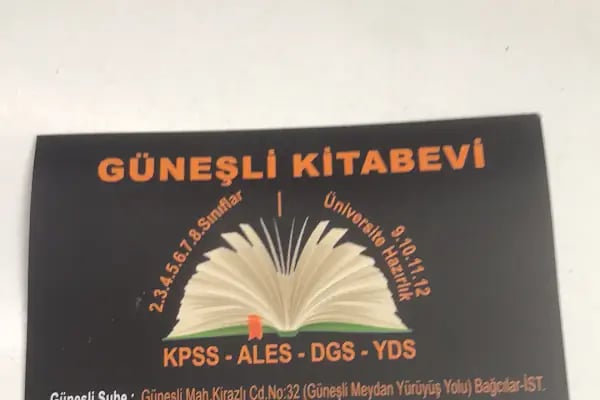 GÜNEŞLİ KİTABEVİ
2.3.4.5.6.7.8.Sınıflar
Üniversite Hazırlık
9.10.11.12
KPSS - ALES - DGS - YDS
Güneşli Şube : Güneşli Mah.Kirazlı Cd.No:32 (Güneşli Meydan Yürüyüş Yolu) Bağcılar-İST.